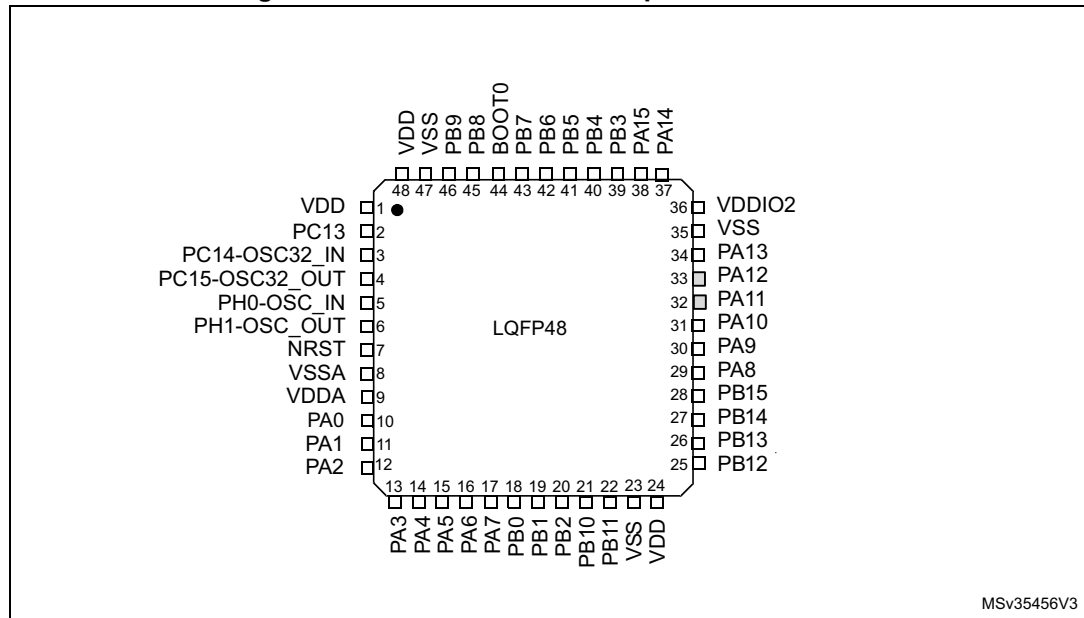 VDD
VSS
PB9
PB8
BOOT0
PB7
PB6
PB5
PB4
PB3
PA15
PA14
48 47 46 45 44 43 42 41 40 39 38 37
VDD 1
PC13 2
PC14-OSC32_IN 3
PC15-OSC32_OUT 4
PH0-OSC_IN 5
PH1-OSC_OUT 6
NRST 7
VSSA 8
VDDA 9
PA0 10
PA1 11
PA2 12
LQFP48
36 VDDIO2
35 VSS
34 PA13
33 PA12
32 PA11
31 PA10
30 PA9
29 PA8
28 PB15
27 PB14
26 PB13
25 PB12
13 14 15 16 17 18 19 20 21 22 23 24
PA3
PA4
PA5
PA6
PA7
PB0
PB1
PB2
PB10
PB11
VSS
VDD
MSv35456V3